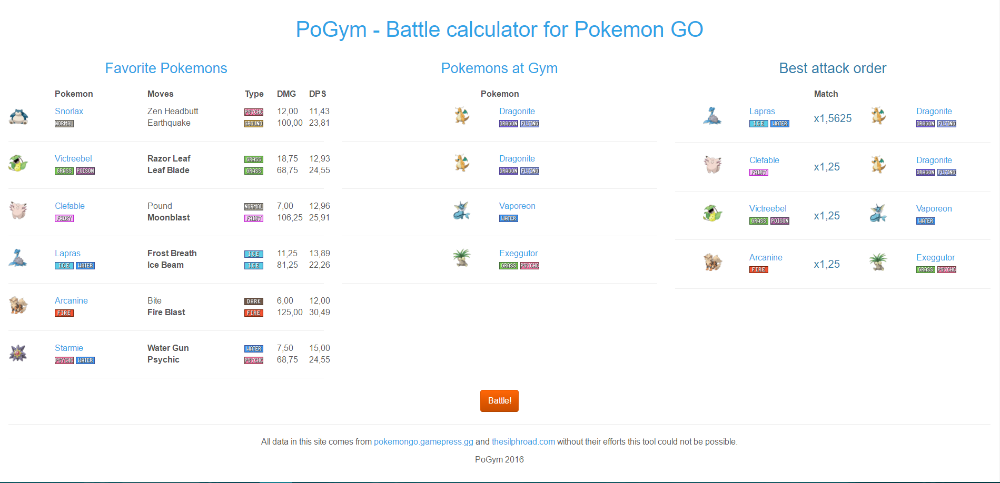 PoGym - Battle calculator for Pokemon GO
Favorite Pokemons
Pokemon Moves Type DMG DPS
Snorlax Zen Headbutt PSYCHC 12,00 11,43
NORMAL Earthquake GROUND 100,00 23,81
Victreebel Razor Leaf GRASS 18,75 12,93
GRASS POISON Leaf Blade GRASS 68,75 24,55
Clefable Pound NORMAL 7,00 12,96
FAIRY Moonblast FAIRY 106,25 25,91
Lapras Frost Breath ICE 11,25 13,89
ICE WATER Ice Beam ICE 81,25 22,26
Arcanine Bite DARK 6,00 12,00
FIRE Fire Blast FIRE 125,00 30,49
Starmie Water Gun WATER 7,50 15,00
PSYCHC WATER Psychic PSYCHC 68,75 24,55
Pokemons at Gym
Pokemon
Dragonite
DRAGON FLYING
Dragonite
DRAGON FLYING
Vaporeon
WATER
Exeggutor
GRASS PSYCHC
Best attack order
Match
Lapras x1,5625 Dragonite
ICE WATER DRAGON FLYING
Clefable x1,25 Dragonite
FAIRY DRAGON FLYING
Victreebel x1,25 Vaporeon
GRASS POISON WATER
Arcanine x1,25 Exeggutor
FIRE GRASS PSYCHC
Battle!
All data in this site comes from pokemongo.gamepress.gg and thesilphroad.com without their efforts this tool could not be possible.
PoGym 2016